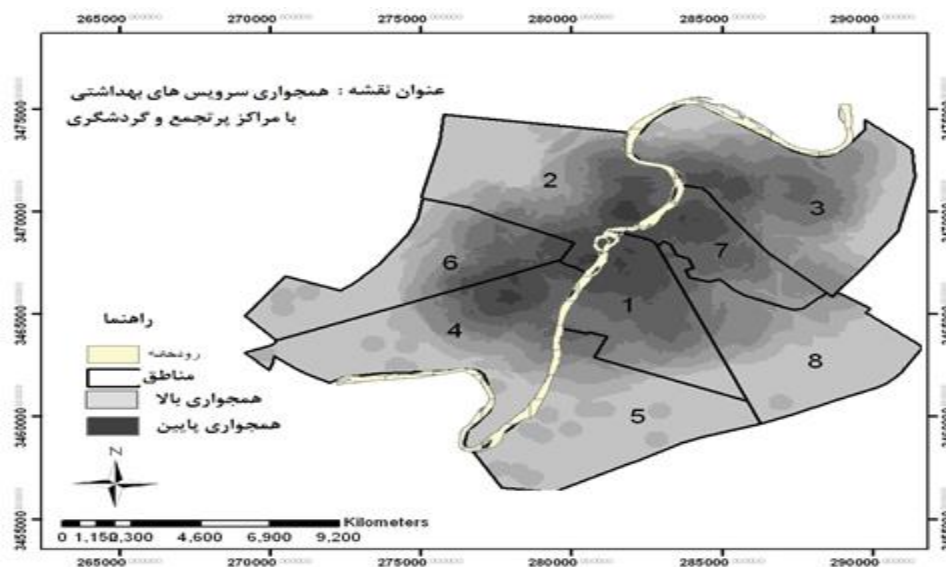 265000 270000 275000 280000 285000 290000
عنوان نقشه : همجواری سرویس های بهداشتی
با مراکز پرتجمع و گردشگری
3475000
3470000
3465000
3460000
3455000
2
3
7
6
1
4
8
5
راهنما
رودخانه
مناطق
همجواری بالا
همجواری پایین
N
Kilometers
0 1,150 2,300 4,600 6,900 9,200
265000 270000 275000 280000 285000 290000